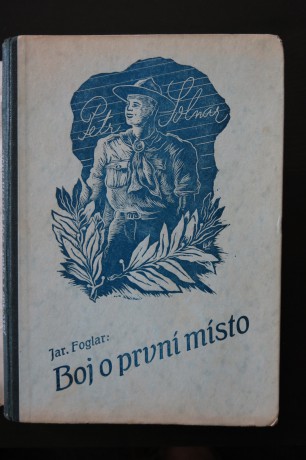 Petr Solnar
Jar. Foglar:
Boj o první místo